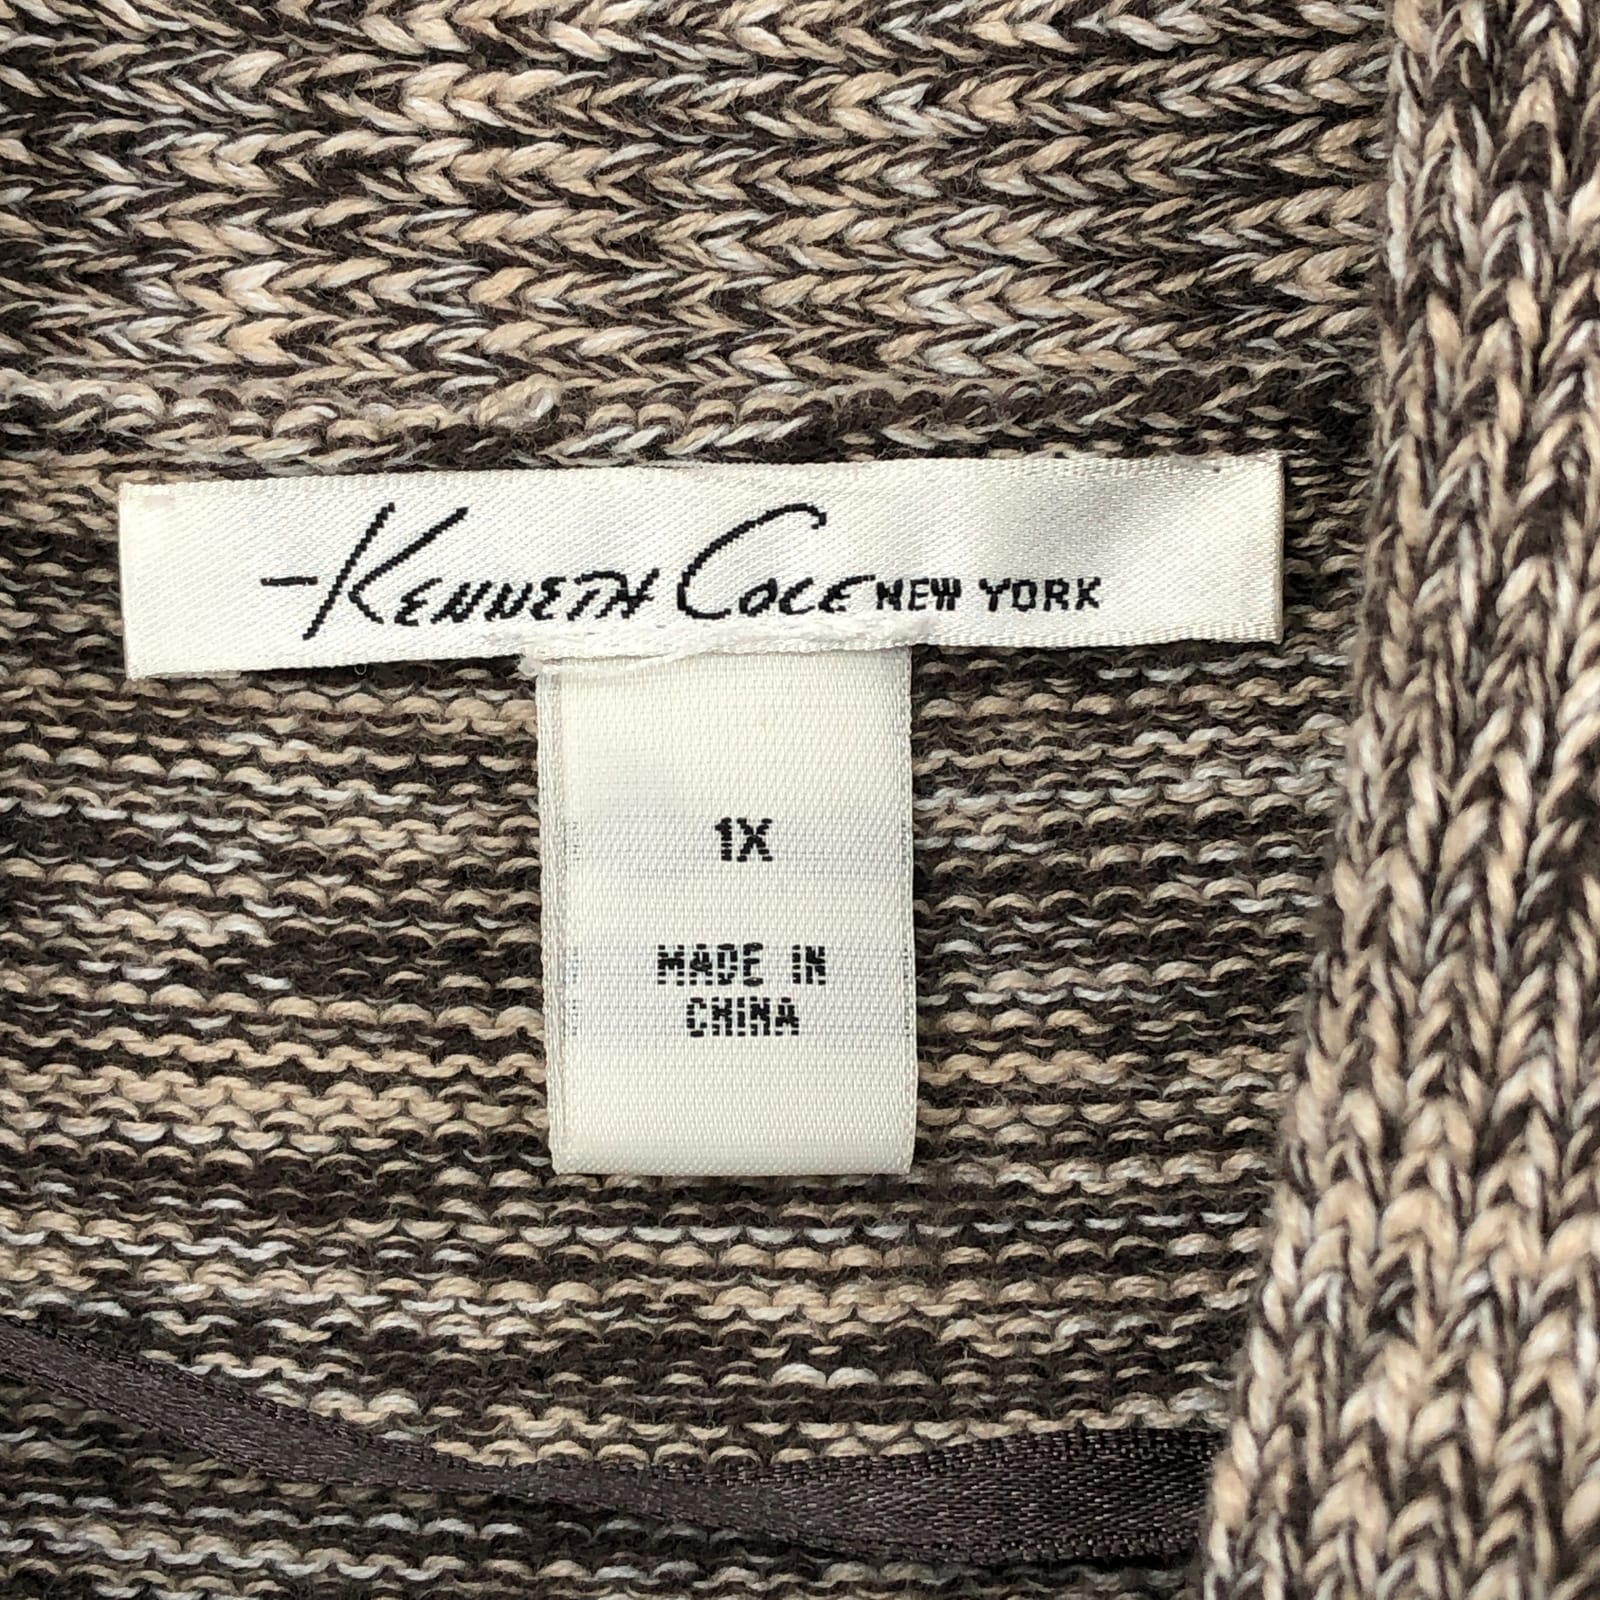 Kenneth Cole NEW YORK
1X
MADE IN
CHINA